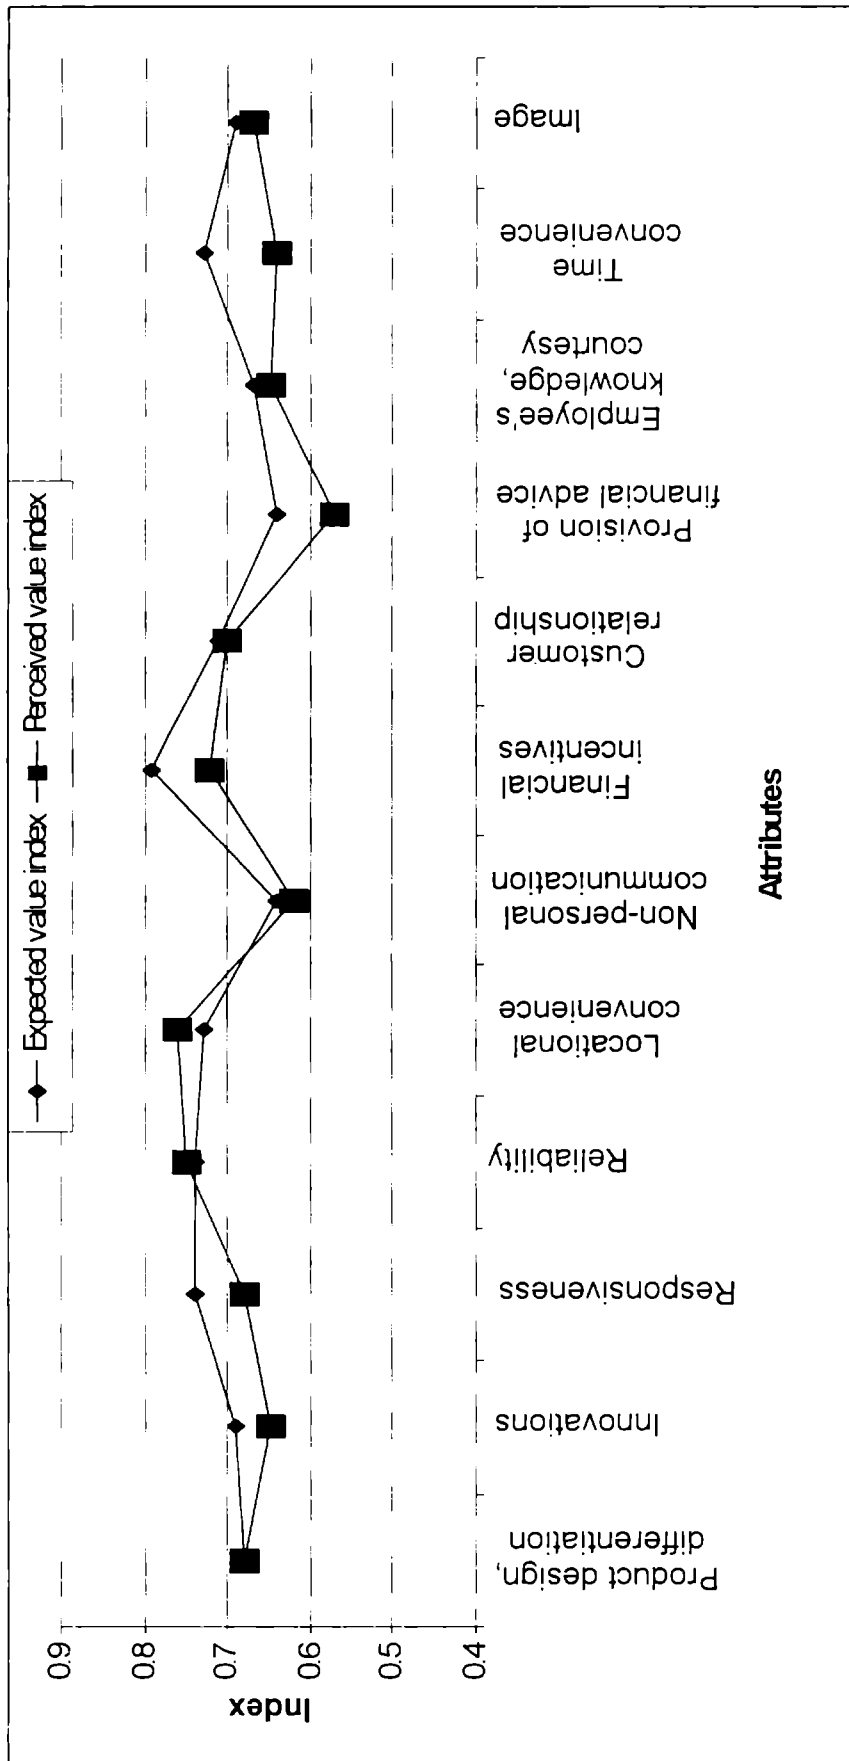 Expected value index Perceived value index
Index
0.9
0.8
0.7
0.6
0.5
0.4
Product design,
differentiation
Innovations
Responsiveness
Reliability
Locational
convenience
Non-personal
communication
Financial
incentives
Customer
relationship
Provision of
financial advice
Employee's
knowledge,
courtesy
Time
convenience
Image
Attributes